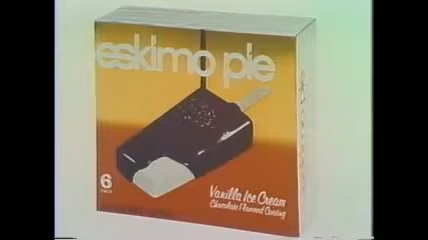 eskimo pie
6
Vanilla Ice Cream
Chocolate Flavored Coating